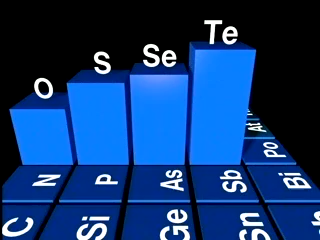 O S Se Te
At
Po
N P As Sb Bi
C Si Ge Sn